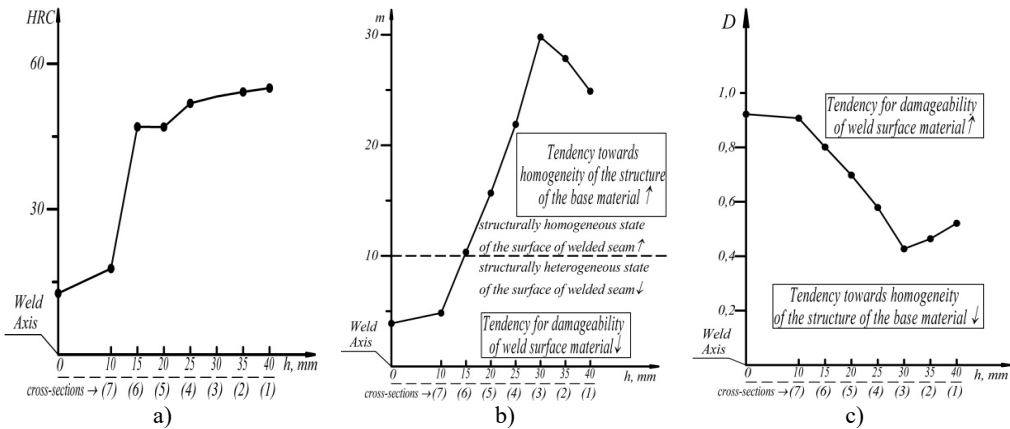 HRC
60
30
Weld
Axis
0 10 15 20 25 30 35 40 h, mm
cross-sections → (7) (6) (5) (4) (3) (2) (1)
a)
m
30
20
10
Tendency towards
homogeneity of the structure
of the base material ↑
structurally homogeneous state
of the surface of welded seam ↑
structurally heterogeneous state
of the surface of welded seam ↓
Tendency for damageability
of weld surface material ↓
Weld
Axis
0 10 15 20 25 30 35 40 h, mm
cross-sections → (7) (6) (5) (4) (3) (2) (1)
b)
D
1,0
0,8
0,6
0,4
0,2
Tendency for damageability
of weld surface material ↑
Tendency towards homogeneity
of the structure of the base material ↓
Weld
Axis
0 10 15 20 25 30 35 40 h, mm
cross-sections → (7) (6) (5) (4) (3) (2) (1)
c)